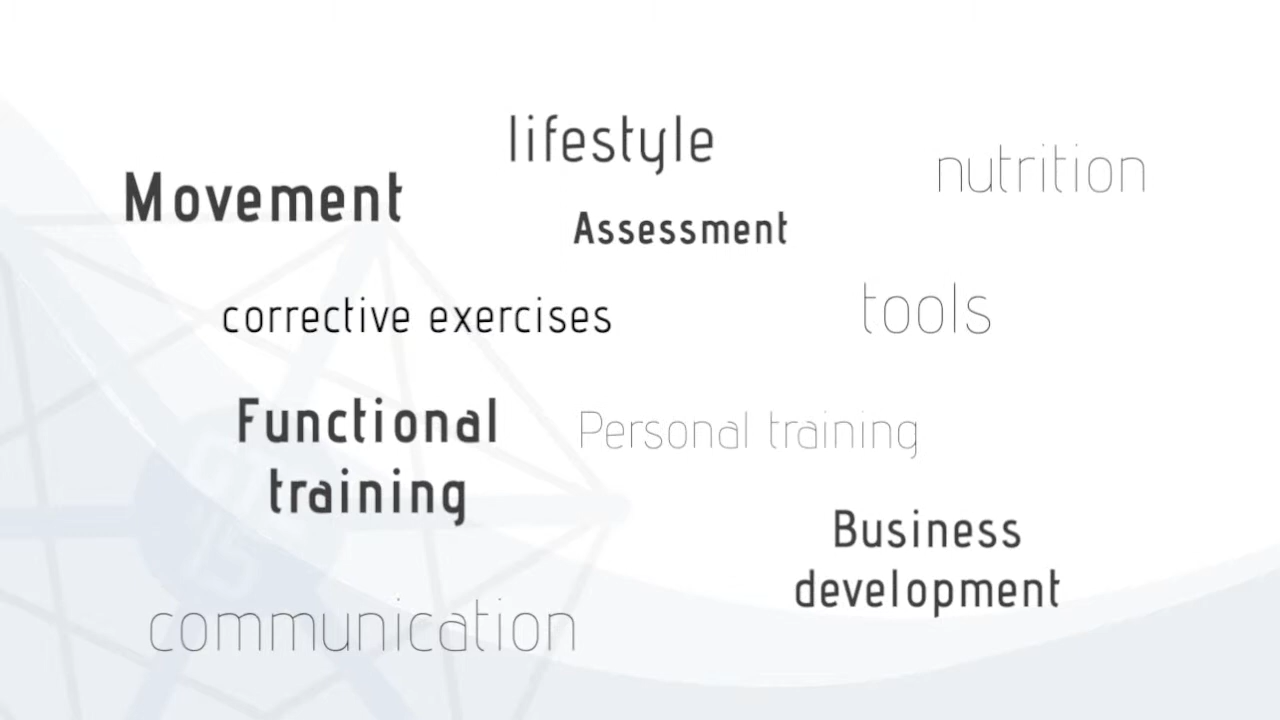 lifestyle
nutrition
Movement
Assessment
corrective exercises
tools
Functional
training
Personal training
Business
development
communication